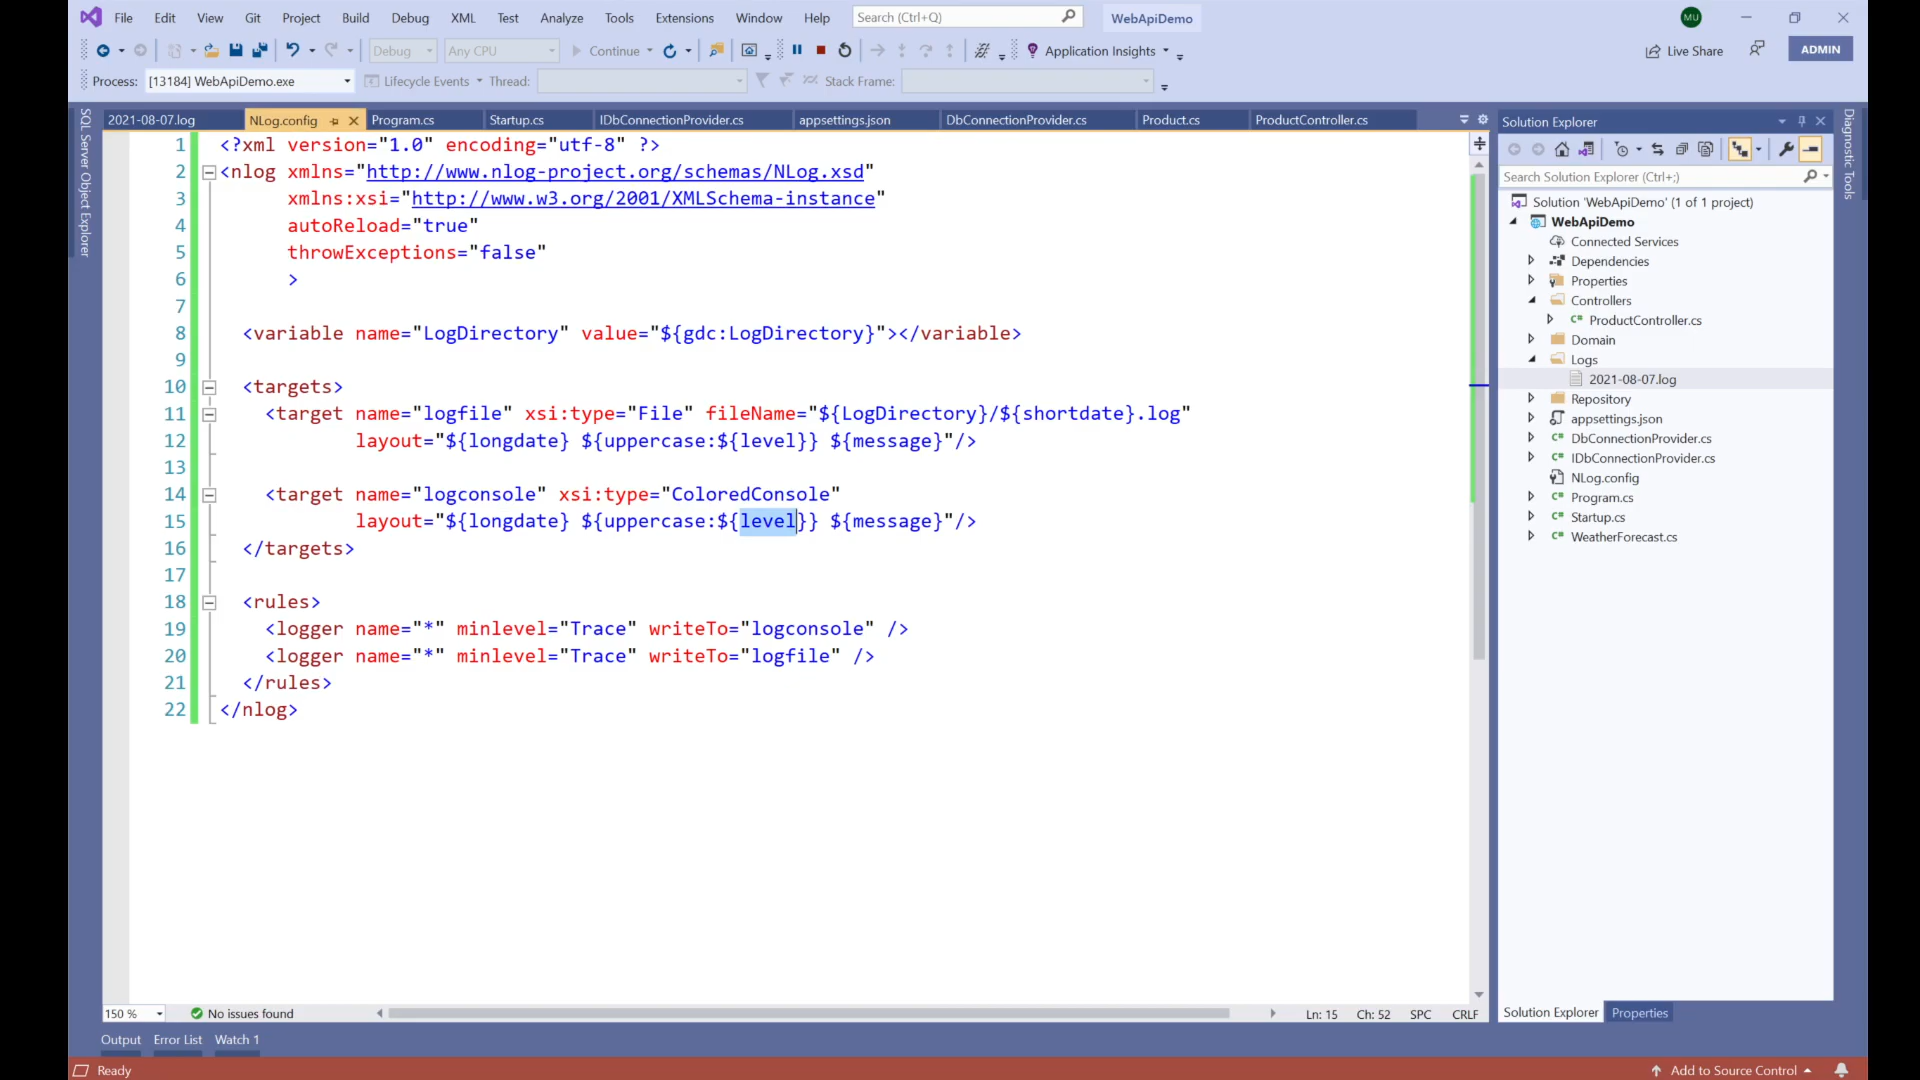 File Edit View Git Project Build Debug XML Test Analyze Tools Extensions Window Help Search (Ctrl+Q) WebApiDemo MU
Debug Any CPU Continue Application Insights Live Share ADMIN
Process: [13184] WebApiDemo.exe Lifecycle Events Thread: Stack Frame:
SQL Server Object Explorer
2021-08-07.log NLog.config Program.cs Startup.cs IDbConnectionProvider.cs appsettings.json DbConnectionProvider.cs Product.cs ProductController.cs
1 <?xml version="1.0" encoding="utf-8" ?>
2 <nlog xmlns="http://www.nlog-project.org/schemas/NLog.xsd"
3 xmlns:xsi="http://www.w3.org/2001/XMLSchema-instance"
4 autoReload="true"
5 throwExceptions="false"
6 >
7
8 <variable name="LogDirectory" value="${gdc:LogDirectory}"></variable>
9
10 <targets>
11 <target name="logfile" xsi:type="File" fileName="${LogDirectory}/${shortdate}.log"
12 layout="${longdate} ${uppercase:${level}} ${message}"/>
13
14 <target name="logconsole" xsi:type="ColoredConsole"
15 layout="${longdate} ${uppercase:${level}} ${message}"/>
16 </targets>
17
18 <rules>
19 <logger name="*" minlevel="Trace" writeTo="logconsole" />
20 <logger name="*" minlevel="Trace" writeTo="logfile" />
21 </rules>
22 </nlog>
150 % No issues found Ln: 15 Ch: 52 SPC CRLF
Solution Explorer
Search Solution Explorer (Ctrl+;)
Solution 'WebApiDemo' (1 of 1 project)
WebApiDemo
Connected Services
Dependencies
Properties
Controllers
C# ProductController.cs
Domain
Logs
2021-08-07.log
Repository
appsettings.json
C# DbConnectionProvider.cs
C# IDbConnectionProvider.cs
NLog.config
C# Program.cs
C# Startup.cs
C# WeatherForecast.cs
Solution Explorer Properties
Diagnostic Tools
Output Error List Watch 1
Ready Add to Source Control